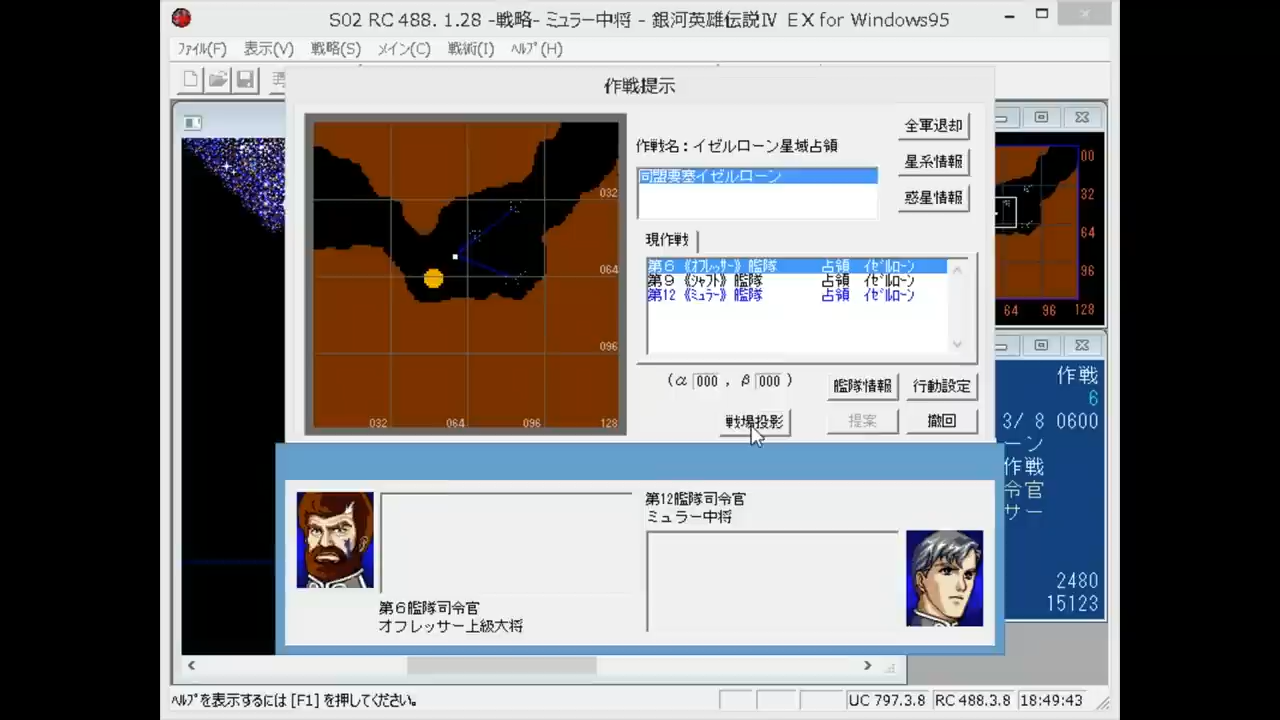 S02 RC 488. 1.28 -戦略- ミュラー中将 - 銀河英雄伝説Ⅳ EX for Windows95
ﾌｧｲﾙ(F) 表示(V) 戦略(S) メイン(C) 戦術(I) ﾍﾙﾌﾟ(H)
作戦提示
全軍退却
作戦名：イゼルローン星域占領
星系情報
同盟要塞イゼルローン
惑星情報
現作戦
第6 《ｵﾌﾚｯｻｰ》 艦隊 占領 ｲｾﾞﾙﾛｰﾝ
第9 《ｼｬﾌﾄ》 艦隊 占領 ｲｾﾞﾙﾛｰﾝ
第12 《ﾐｭﾗｰ》 艦隊 占領 ｲｾﾞﾙﾛｰﾝ
032
064
096
032 064 096 128
(α 000 , β 000 )
艦隊情報 行動設定
戦場投影 提案 撤回
00
32
64
96
64 96 128
作戦
6
3/ 8 0600
ーン
作戦
令官
サー
2480
15123
第6艦隊司令官
オフレッサー上級大将
第12艦隊司令官
ミュラー中将
ﾍﾙﾌﾟを表示するには [F1] を押してください。
UC 797.3.8 RC 488.3.8 18:49:43